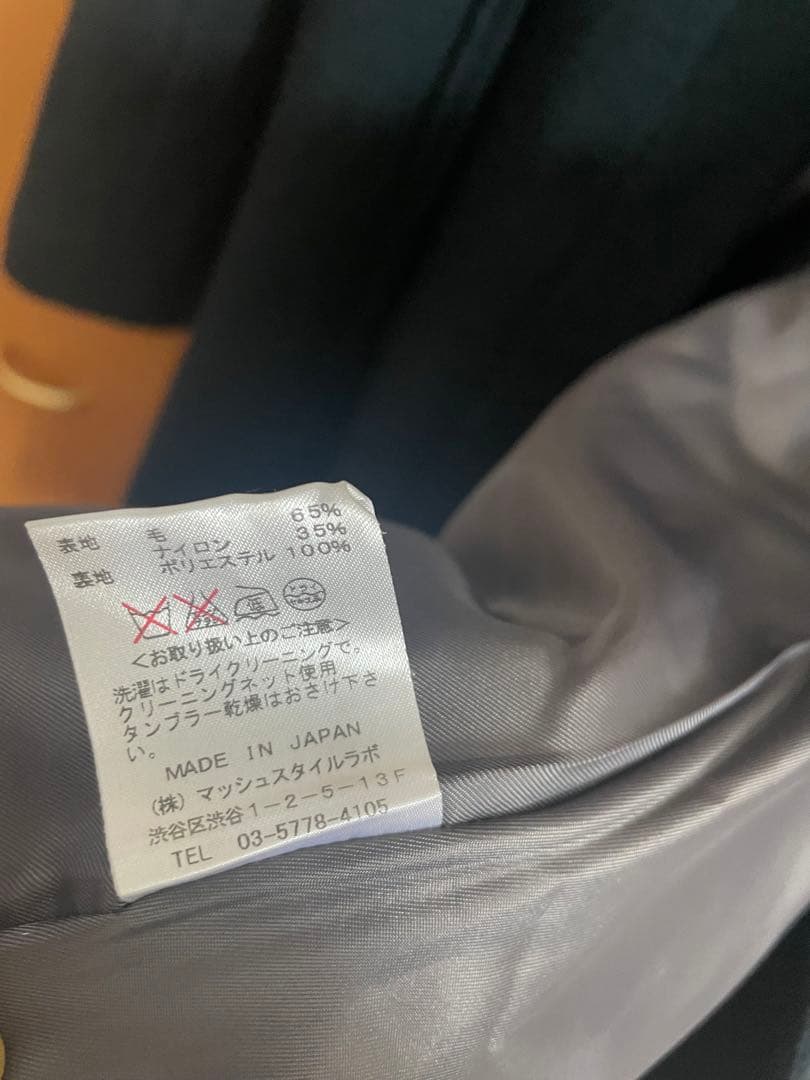 表地 毛 65%
ナイロン 35%
裏地 ポリエステル 100%
<お取り扱い上のご注意>
洗濯はドライクリーニングで。
クリーニングネット使用
タンブラー乾燥はおさけ下さ
い。
MADE IN JAPAN
(株) マッシュスタイルラボ
渋谷区渋谷1-2-5-13F
TEL 03-5778-4105